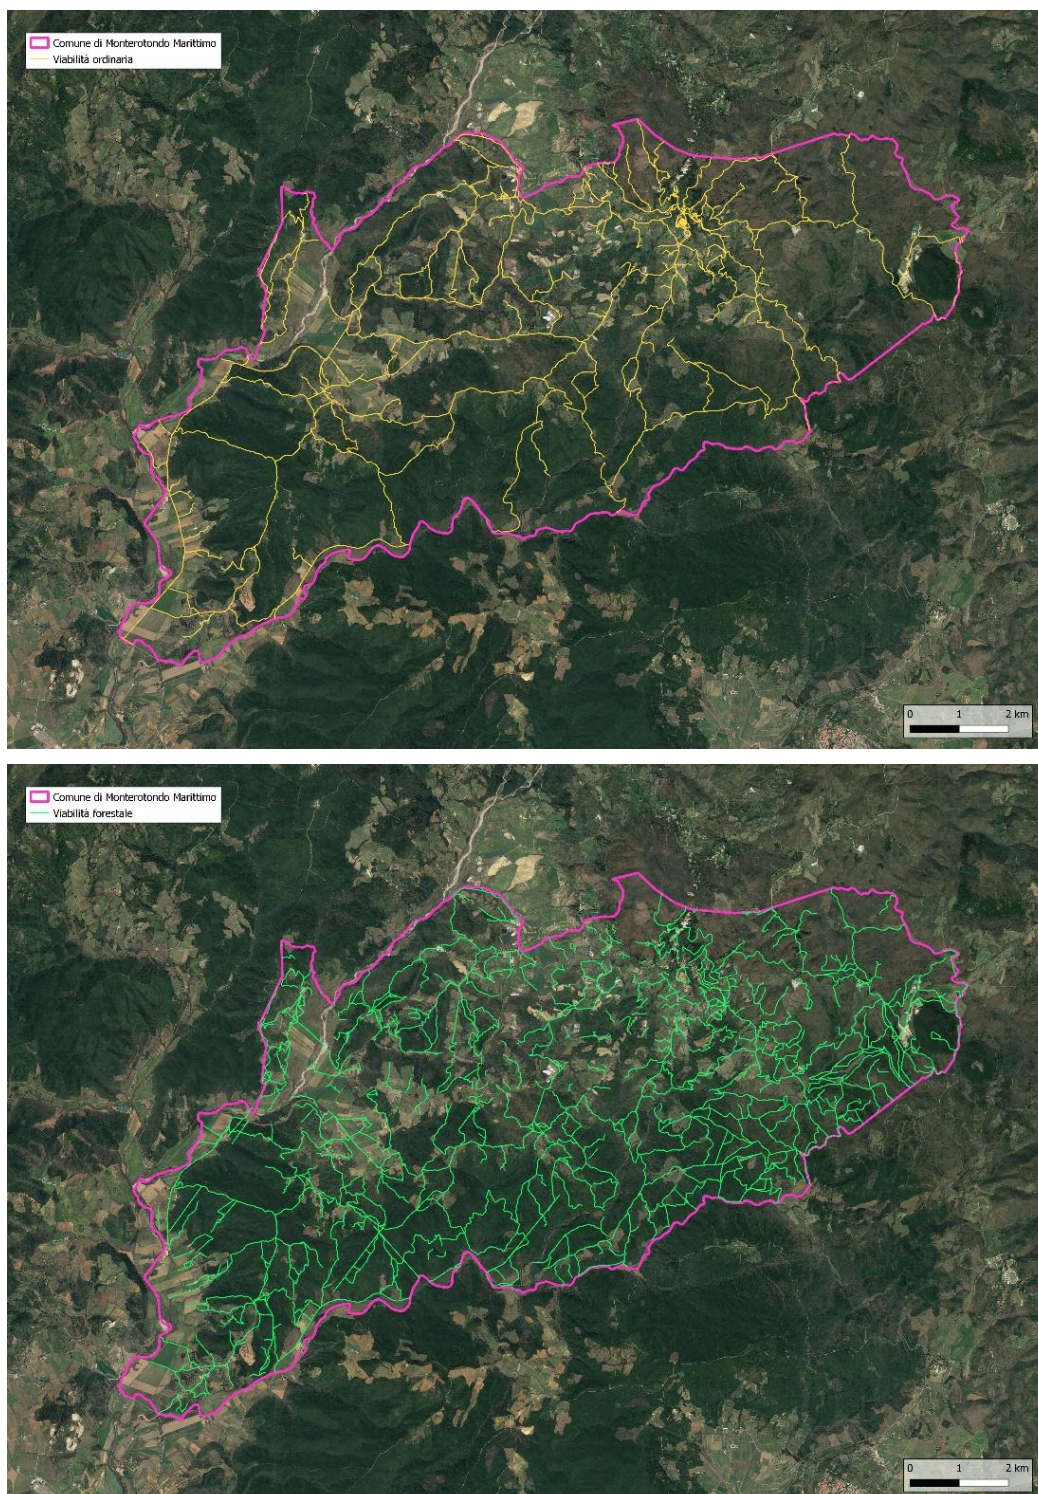 Comune di Monterotondo Marittimo
Viabilità ordinaria
0 1 2 km
Comune di Monterotondo Marittimo
Viabilità forestale
0 1 2 km